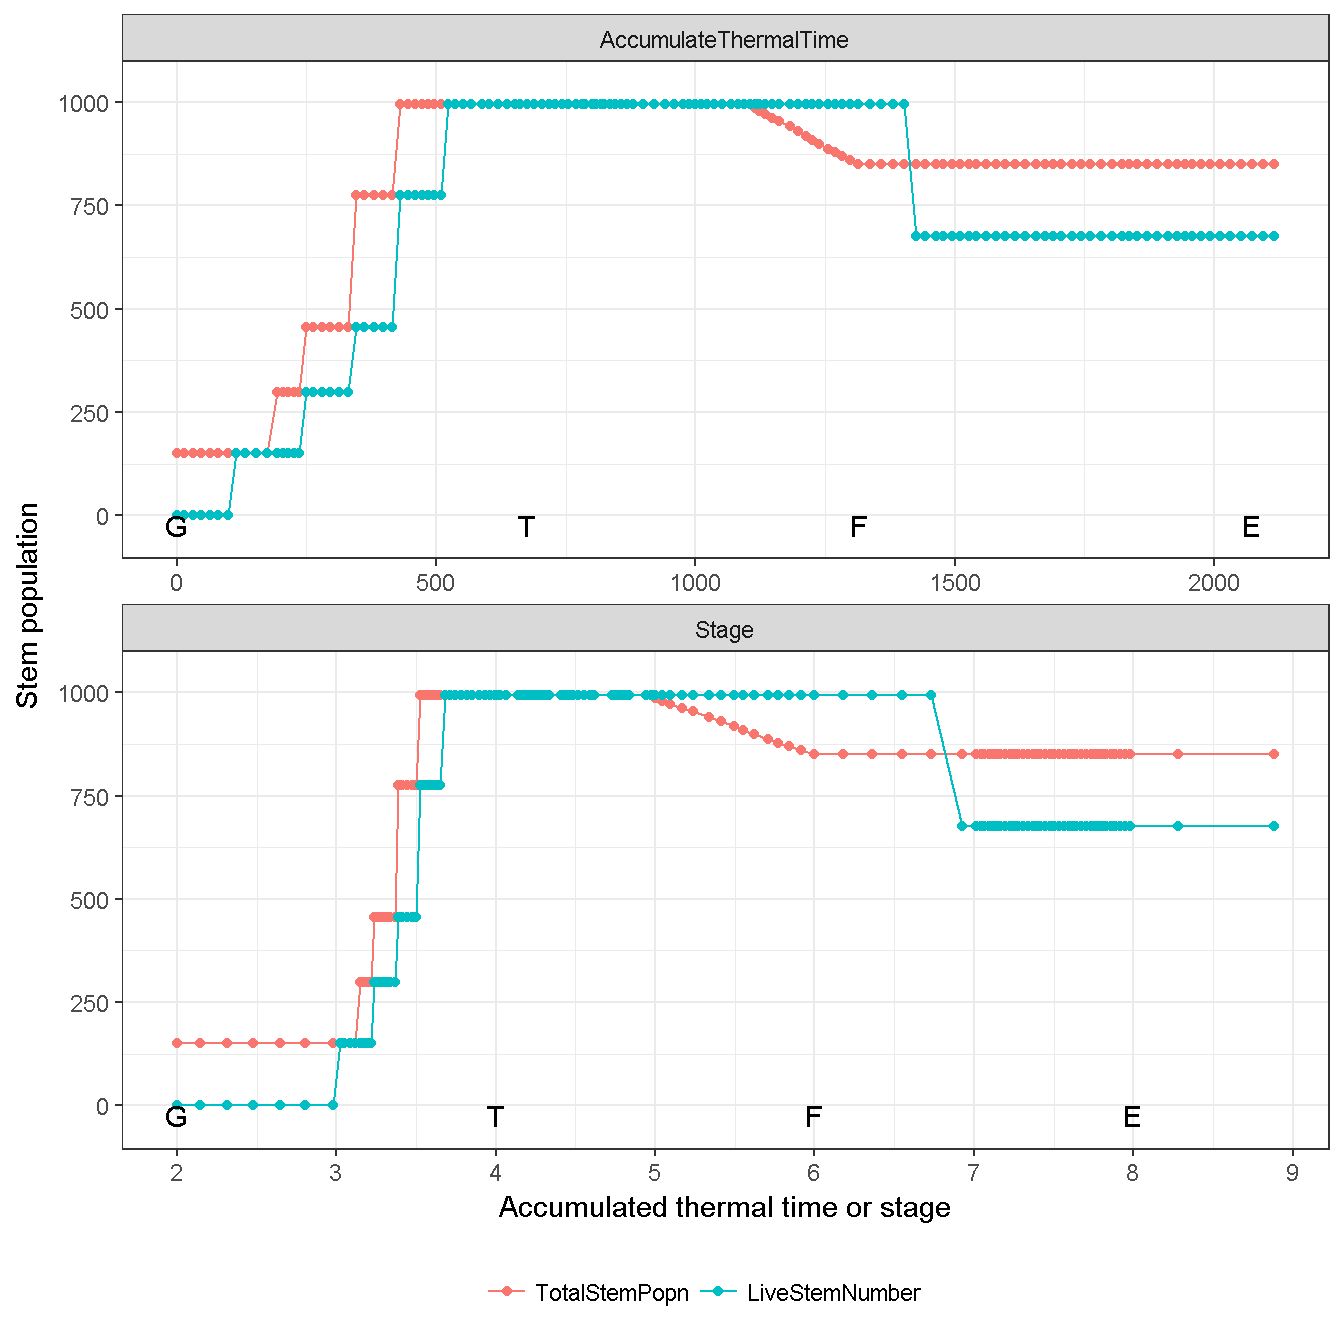 AccumulateThermalTime
1000
750
500
250
0
G T F E
0 500 1000 1500 2000
Stem population
Stage
1000
750
500
250
0
G T F E
2 3 4 5 6 7 8 9
Accumulated thermal time or stage
TotalStemPopn LiveStemNumber